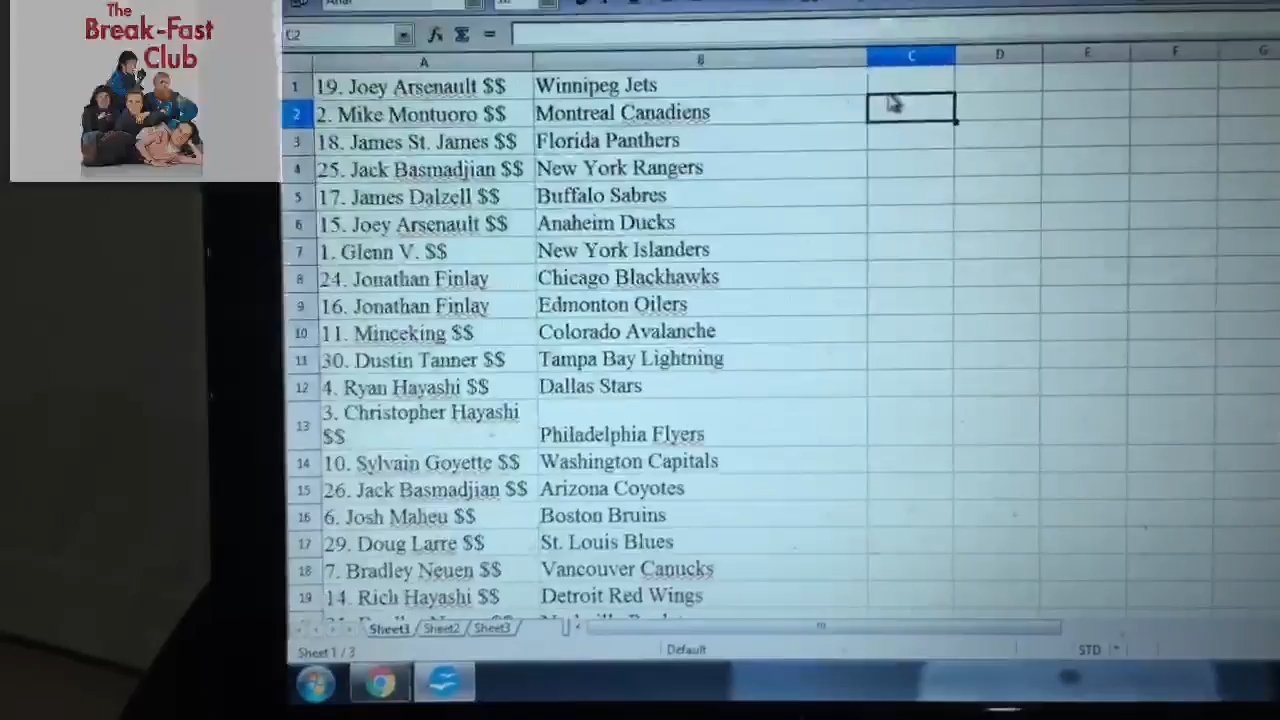 The
Break-Fast
Club
C2
A B C D E F G
1 19. Joey Arsenault $$ Winnipeg Jets
2 2. Mike Montuoro $$ Montreal Canadiens
3 18. James St. James $$ Florida Panthers
4 25. Jack Basmadjian $$ New York Rangers
5 17. James Dalzell $$ Buffalo Sabres
6 15. Joey Arsenault $$ Anaheim Ducks
7 1. Glenn V. $$ New York Islanders
8 24. Jonathan Finlay Chicago Blackhawks
9 16. Jonathan Finlay Edmonton Oilers
10 11. Minceking $$ Colorado Avalanche
11 30. Dustin Tanner $$ Tampa Bay Lightning
12 4. Ryan Hayashi $$ Dallas Stars
3. Christopher Hayashi
13 $$ Philadelphia Flyers
14 10. Sylvain Goyette $$ Washington Capitals
15 26. Jack Basmadjian $$ Arizona Coyotes
16 6. Josh Maheu $$ Boston Bruins
17 29. Doug Larre $$ St. Louis Blues
18 7. Bradley Neuen $$ Vancouver Canucks
19 14. Rich Hayashi $$ Detroit Red Wings
Sheet1 Sheet2 Sheet3
Sheet 1 / 3 Default STD